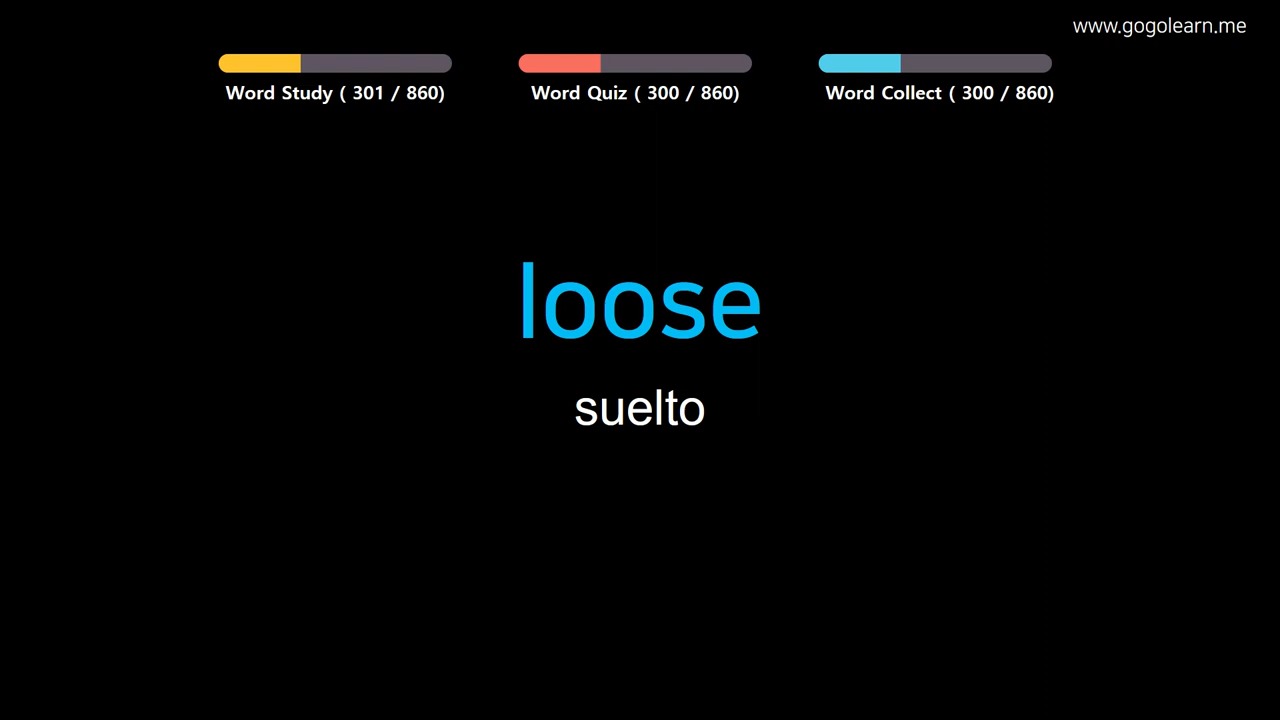 www.gogolearn.me
Word Study ( 301 / 860)
Word Quiz ( 300 / 860)
Word Collect ( 300 / 860)
loose
suelto